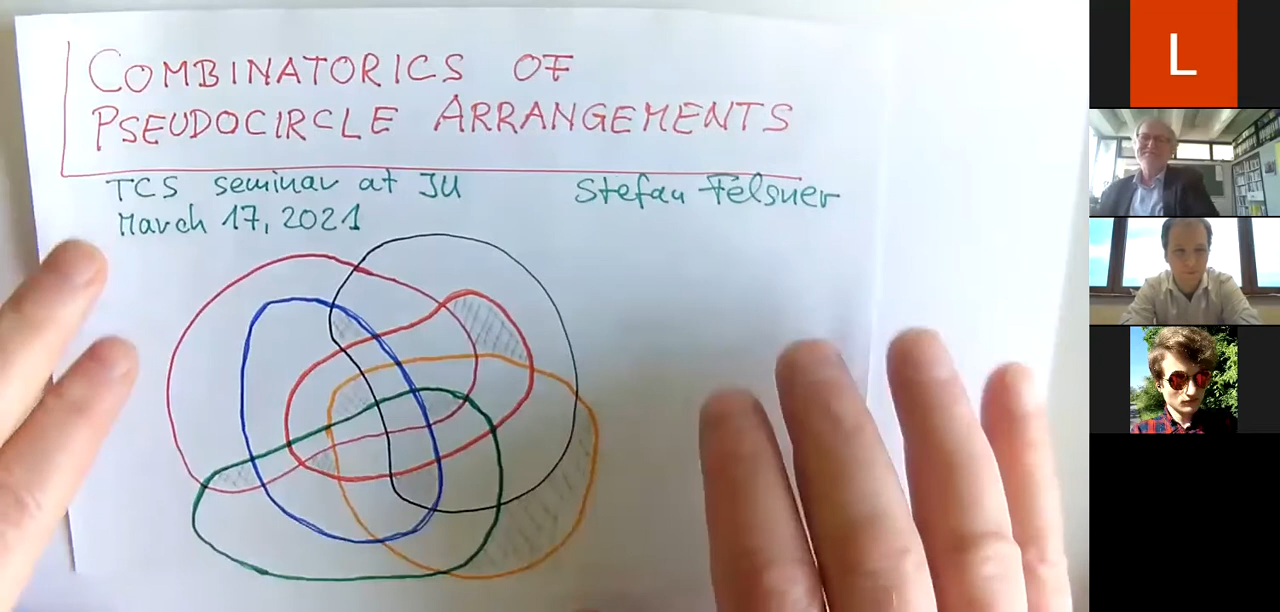 COMBINATORICS OF
PSEUDOCIRCLE ARRANGEMENTS
TCS seminar at JU
Stefan Felsner
March 17, 2021
L